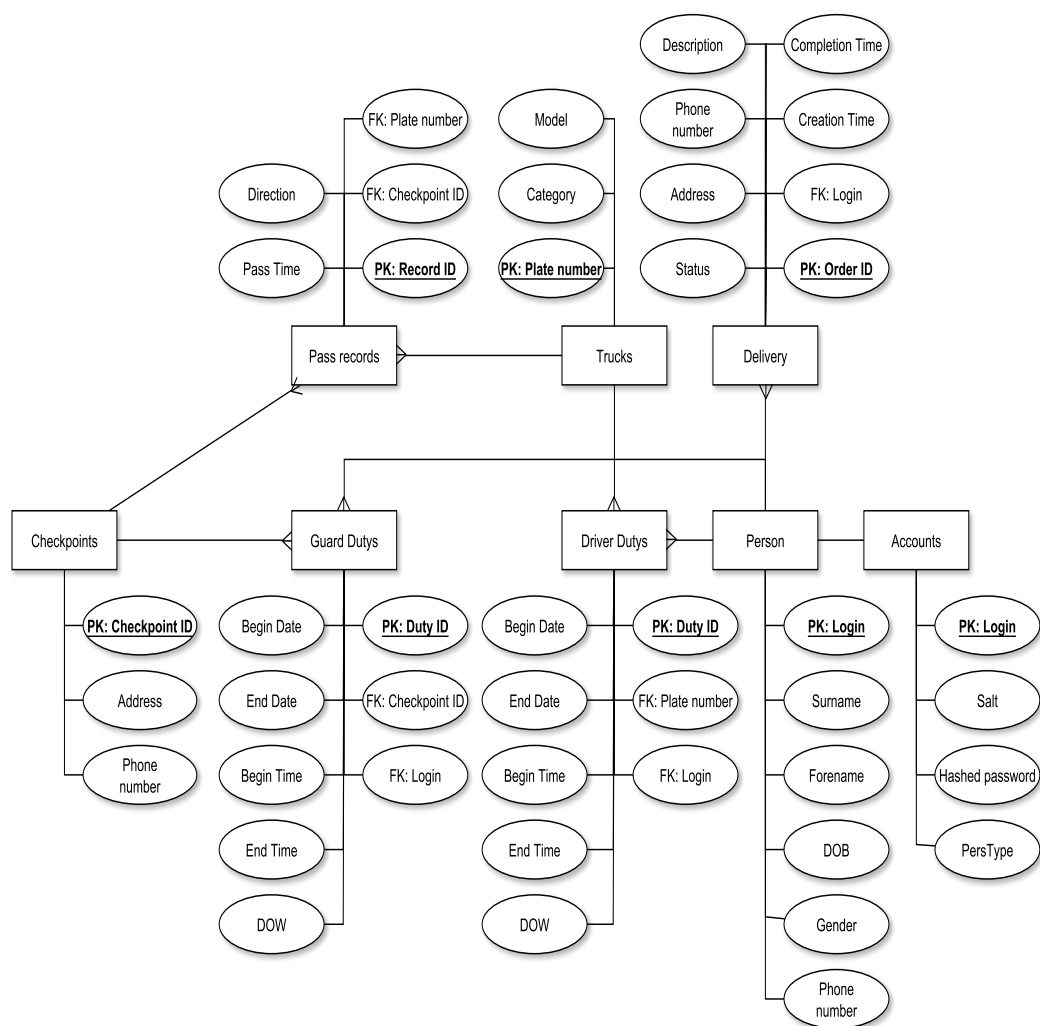 Description
Completion Time
FK: Plate number
Model
Phone
number
Creation Time
Direction
FK: Checkpoint ID
Category
Address
FK: Login
Pass Time
PK: Record ID
PK: Plate number
Status
PK: Order ID
Pass records
Trucks
Delivery
Checkpoints
Guard Dutys
Driver Dutys
Person
Accounts
PK: Checkpoint ID
Begin Date
PK: Duty ID
Begin Date
PK: Duty ID
PK: Login
PK: Login
Address
End Date
FK: Checkpoint ID
End Date
FK: Plate number
Surname
Salt
Phone
number
Begin Time
FK: Login
Begin Time
FK: Login
Forename
Hashed password
End Time
End Time
DOB
PersType
DOW
DOW
Gender
Phone
number